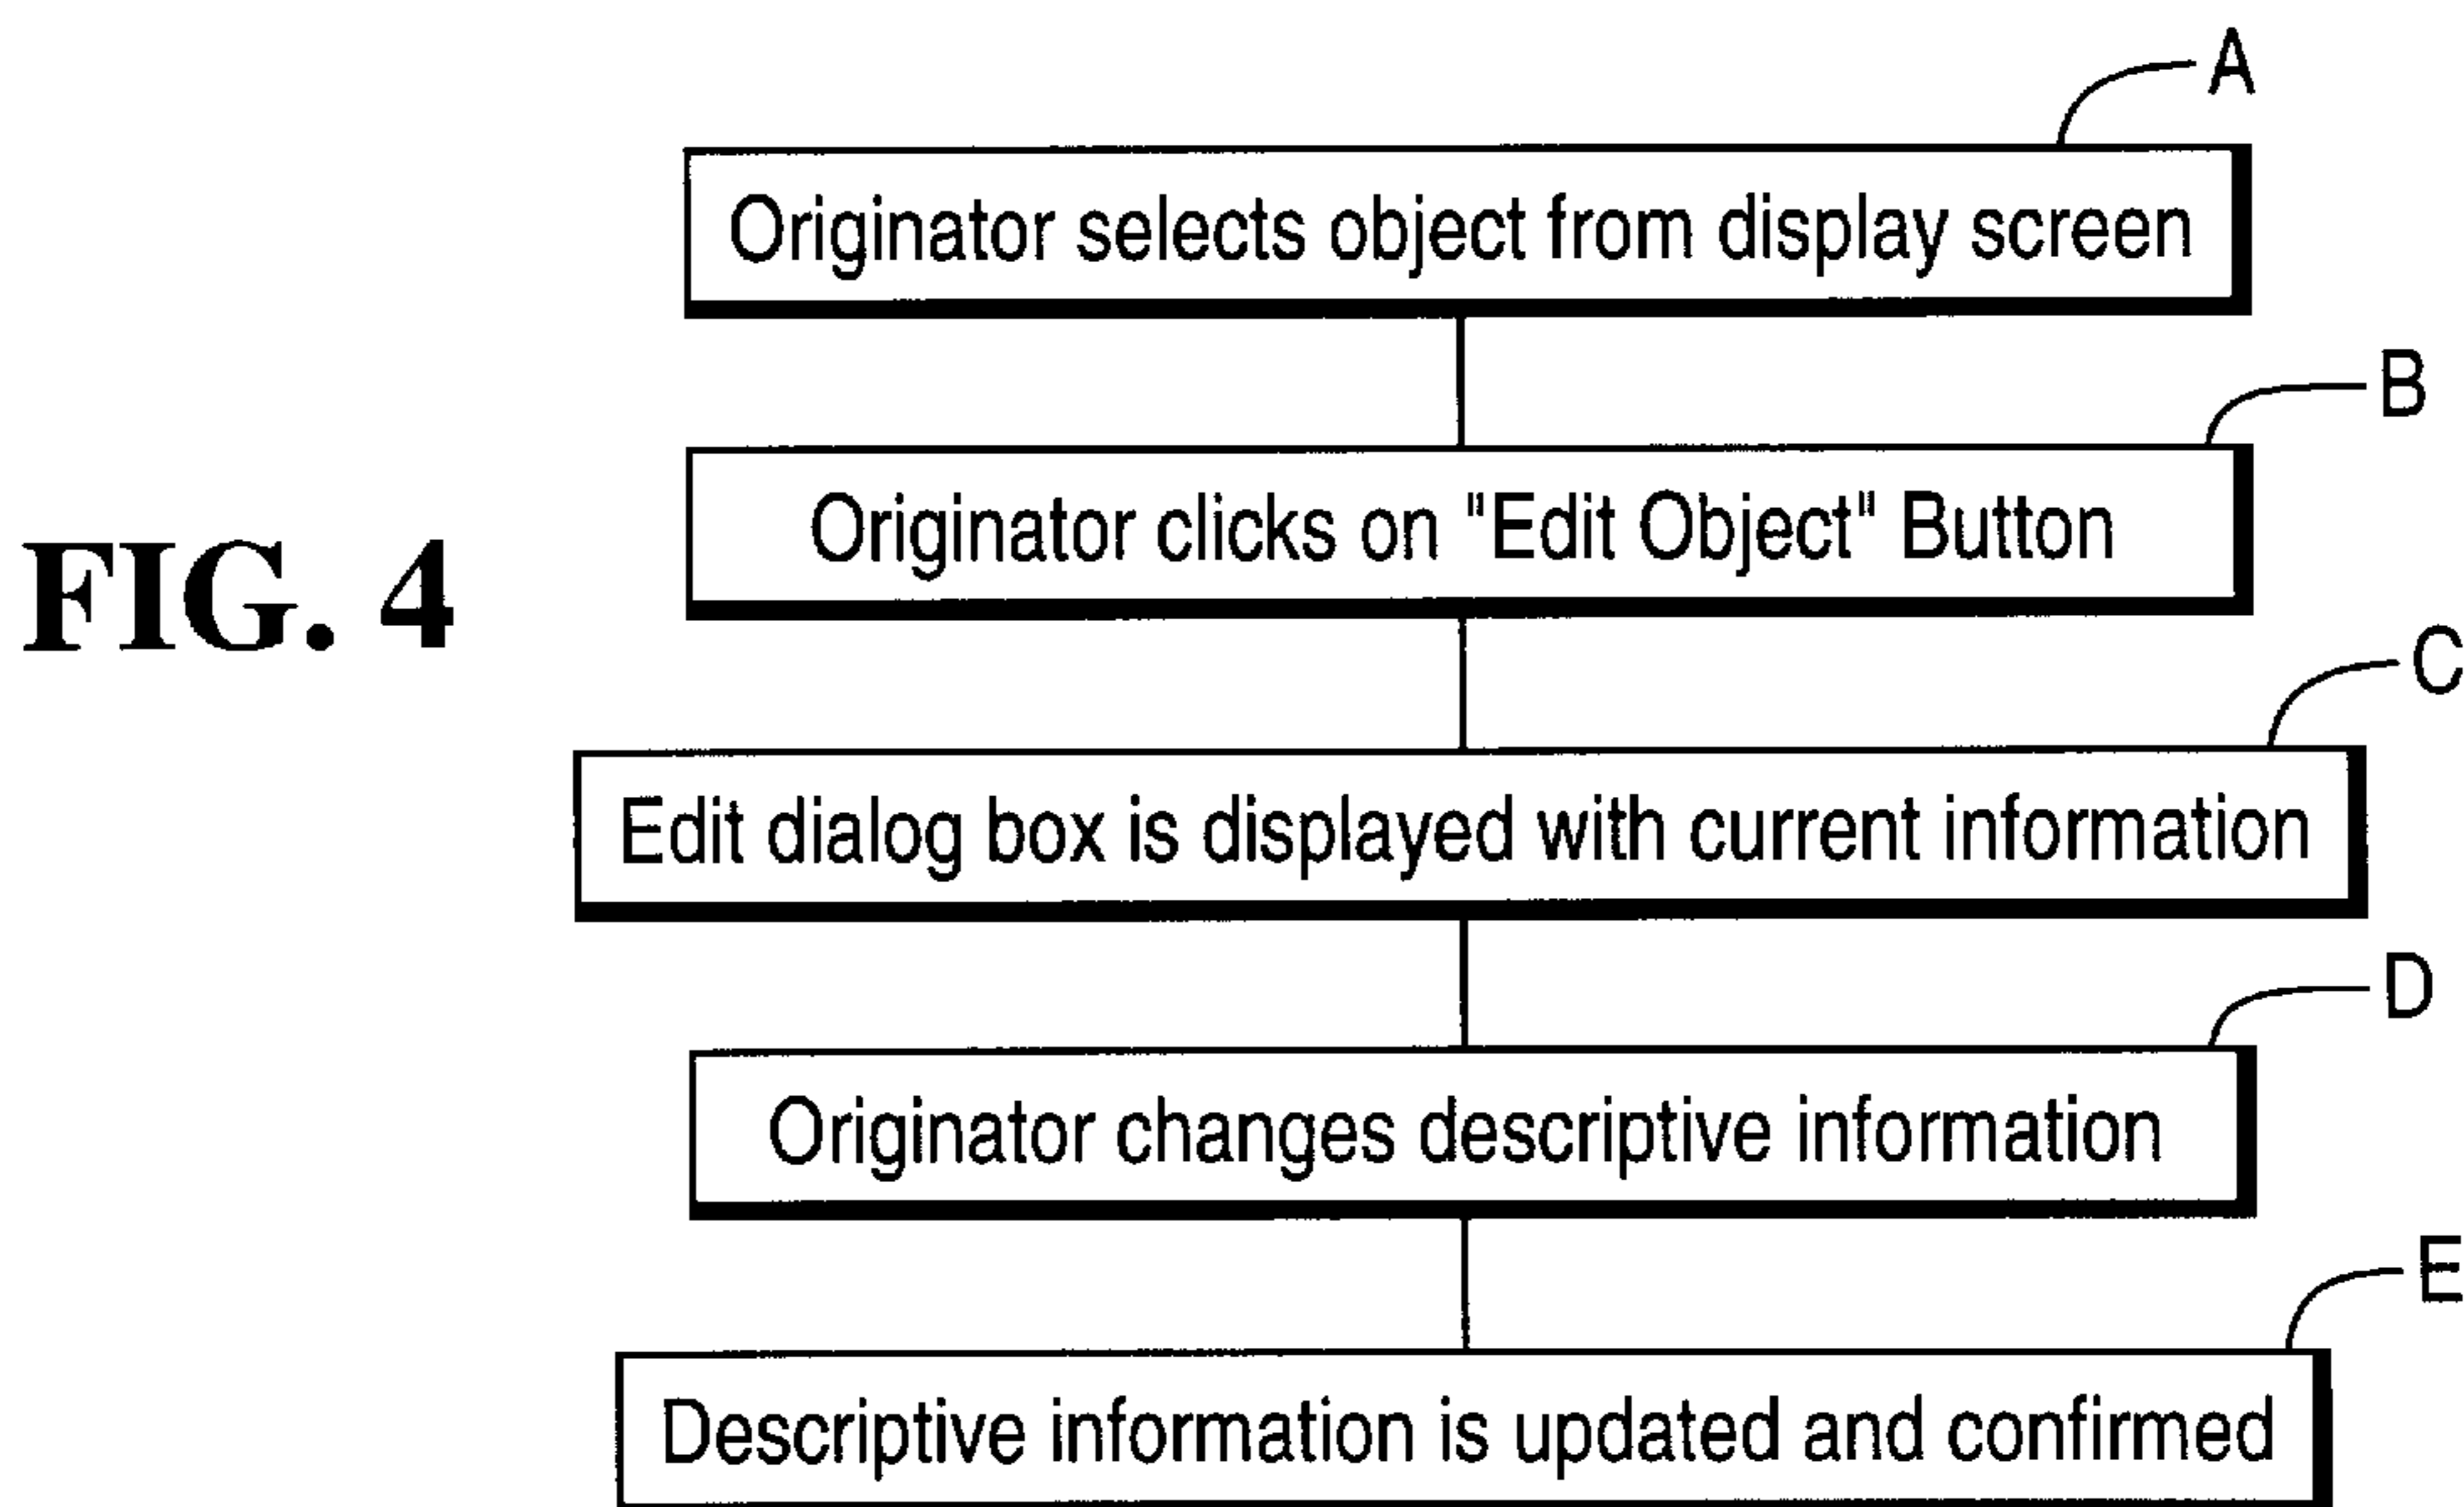 A
Originator selects object from display screen
B
Originator clicks on "Edit Object" Button
FIG. 4
C
Edit dialog box is displayed with current information
D
Originator changes descriptive information
E
Descriptive information is updated and confirmed